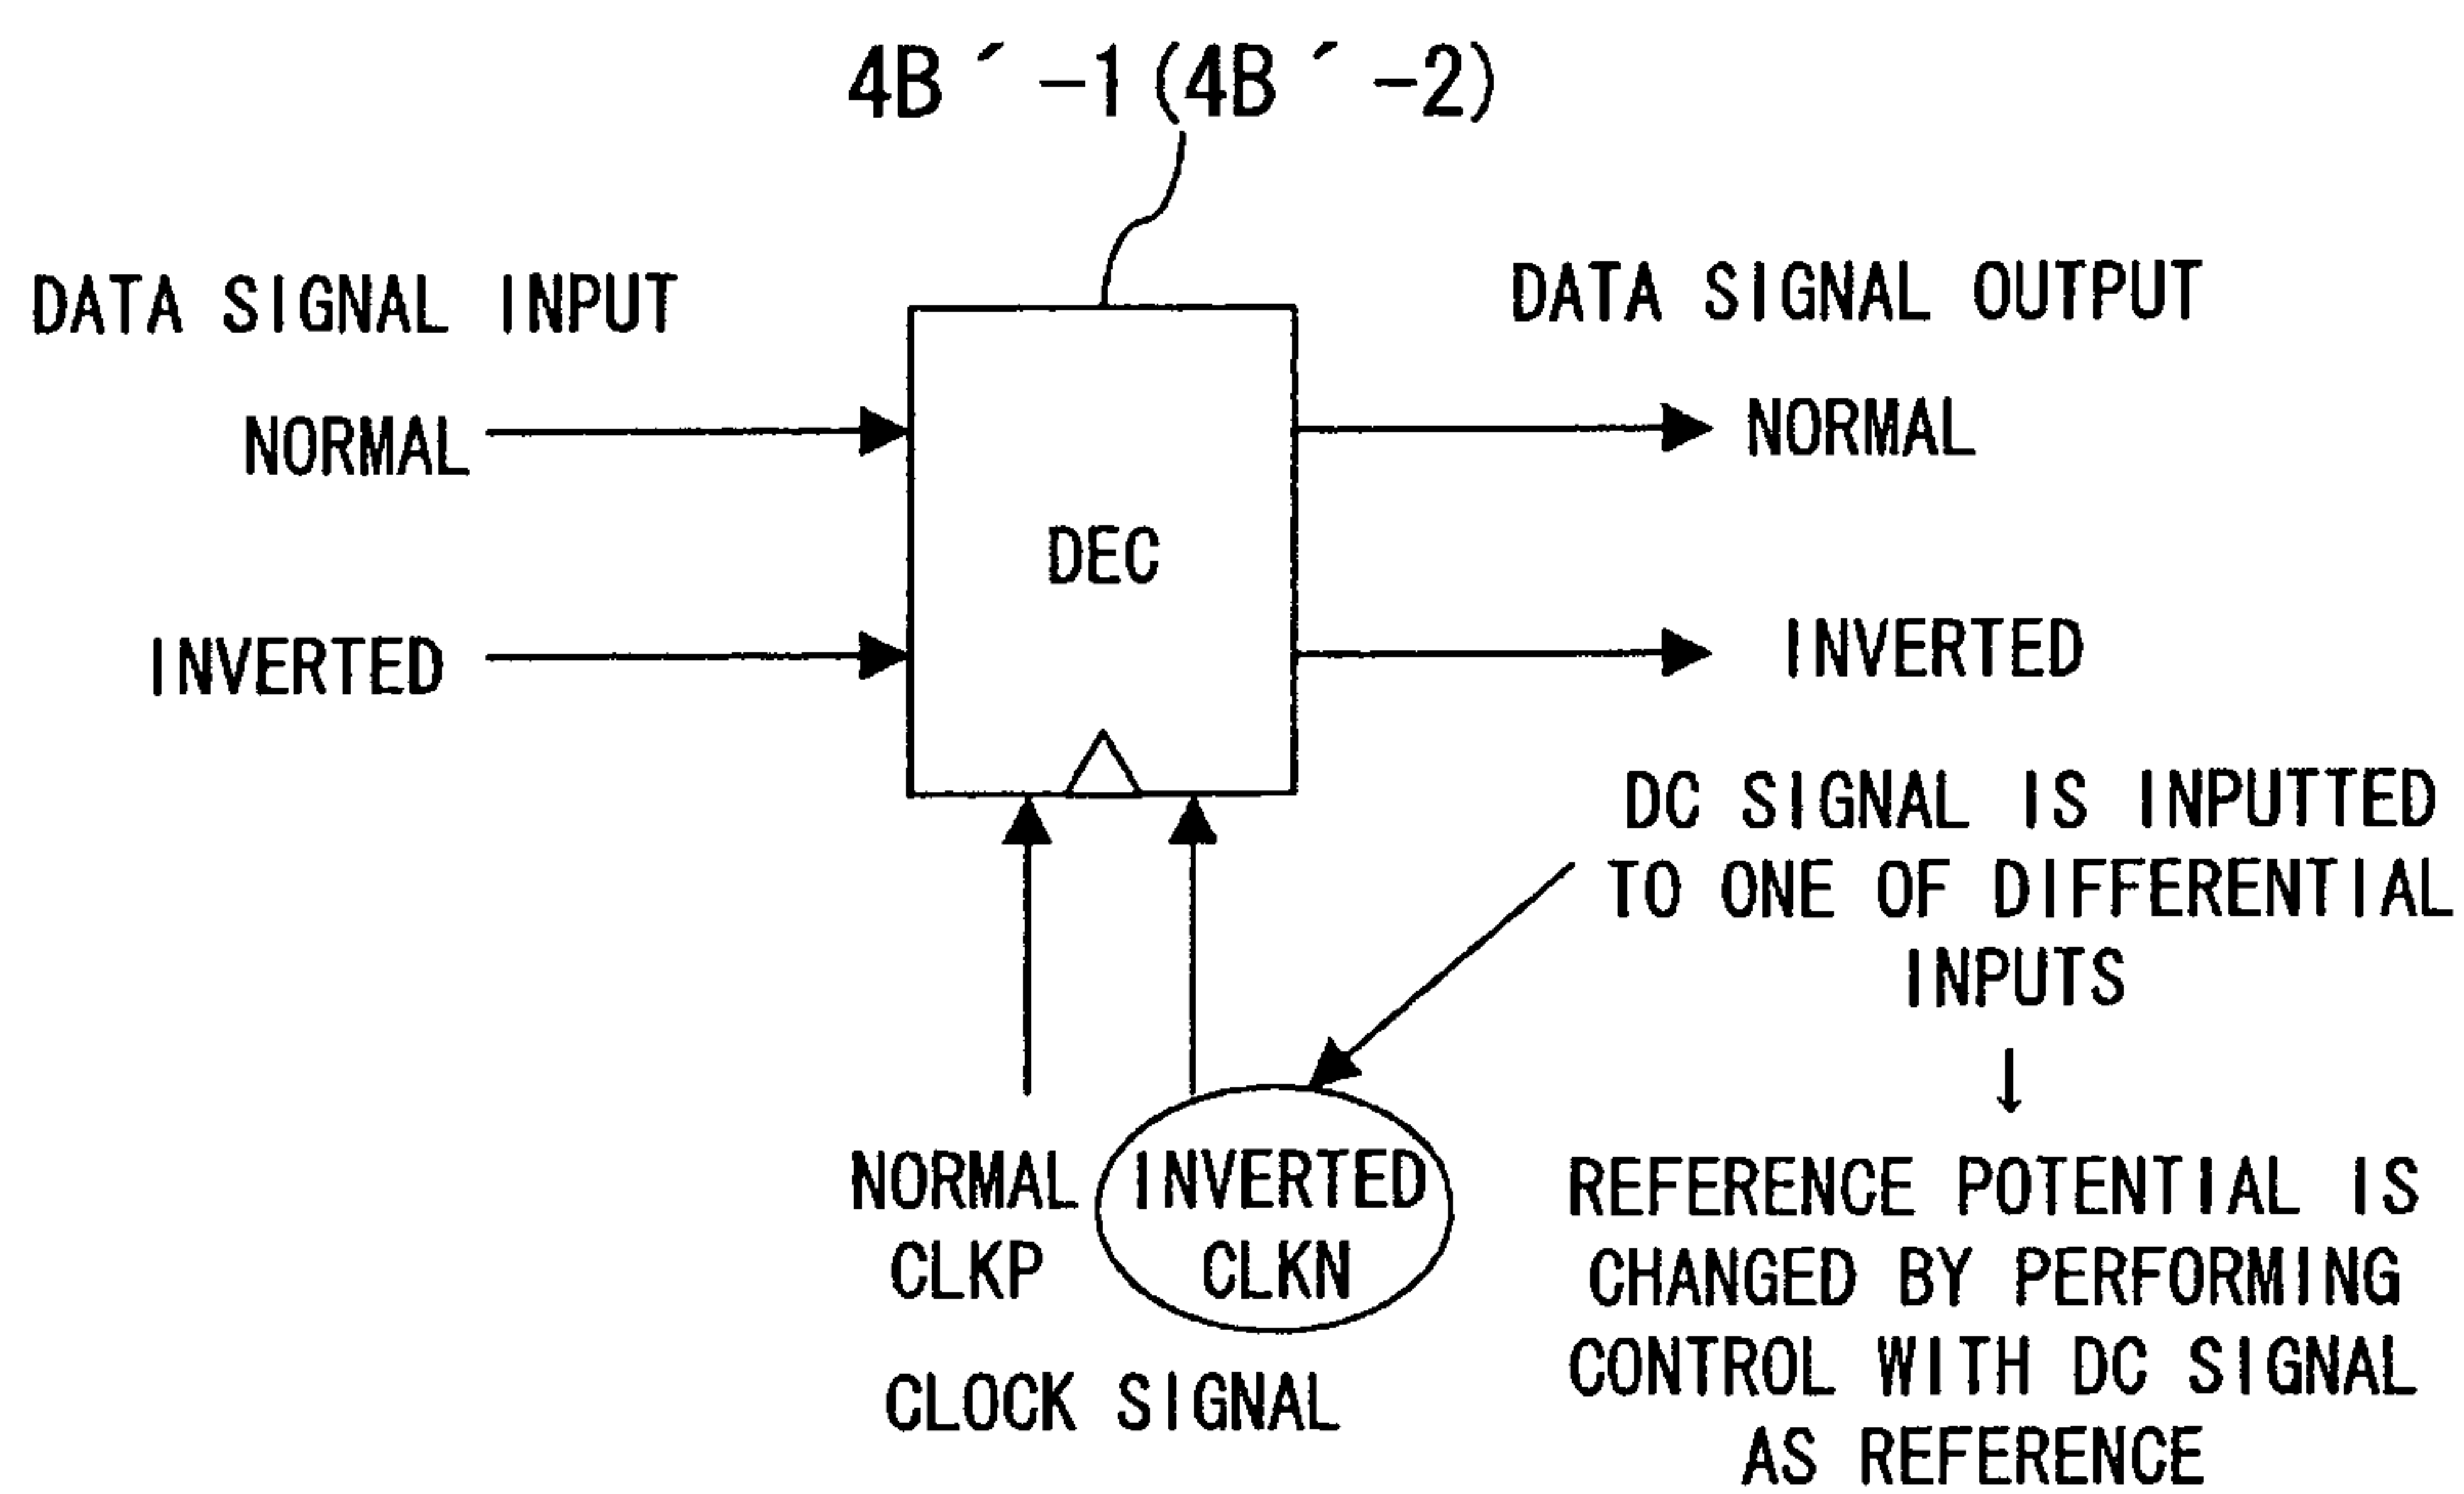 4B´-1(4B´-2)
DATA SIGNAL INPUT
DATA SIGNAL OUTPUT
NORMAL
NORMAL
DEC
INVERTED
INVERTED
DC SIGNAL IS INPUTTED
TO ONE OF DIFFERENTIAL
INPUTS
↓
REFERENCE POTENTIAL IS
CHANGED BY PERFORMING
CONTROL WITH DC SIGNAL
AS REFERENCE
NORMAL
CLKP
INVERTED
CLKN
CLOCK SIGNAL